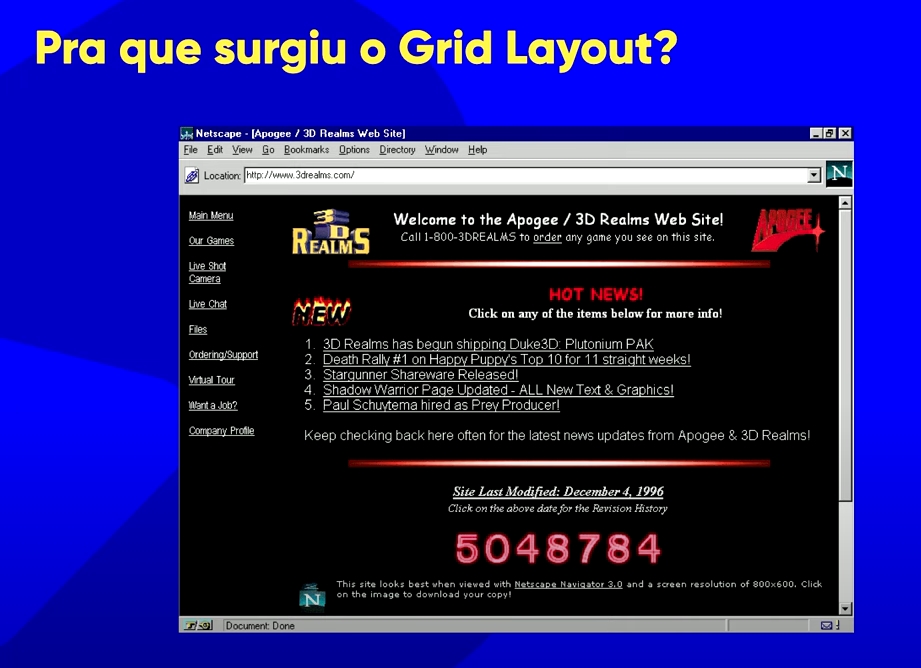 Pra que surgiu o Grid Layout?
Netscape - [Apogee / 3D Realms Web Site]
File Edit View Go Bookmarks Options Directory Window Help
Location: http://www.3drealms.com/
N
Main Menu
Our Games
Live Shot
Camera
Live Chat
Files
Ordering/Support
Virtual Tour
Want a Job?
Company Profile
3D
REALMS
Welcome to the Apogee / 3D Realms Web Site!
Call 1-800-3DREALMS to order any game you see on this site.
APOGEE
NEW
HOT NEWS!
Click on any of the items below for more info!
1. 3D Realms has begun shipping Duke3D: Plutonium PAK
2. Death Rally #1 on Happy Puppy's Top 10 for 11 straight weeks!
3. Stargunner Shareware Released!
4. Shadow Warrior Page Updated - ALL New Text & Graphics!
5. Paul Schuytema hired as Prey Producer!
Keep checking back here often for the latest news updates from Apogee & 3D Realms!
Site Last Modified: December 4, 1996
Click on the above date for the Revision History
5048784
N
This site looks best when viewed with Netscape Navigator 3.0 and a screen resolution of 800x600. Click
on the image to download your copy!
Document: Done